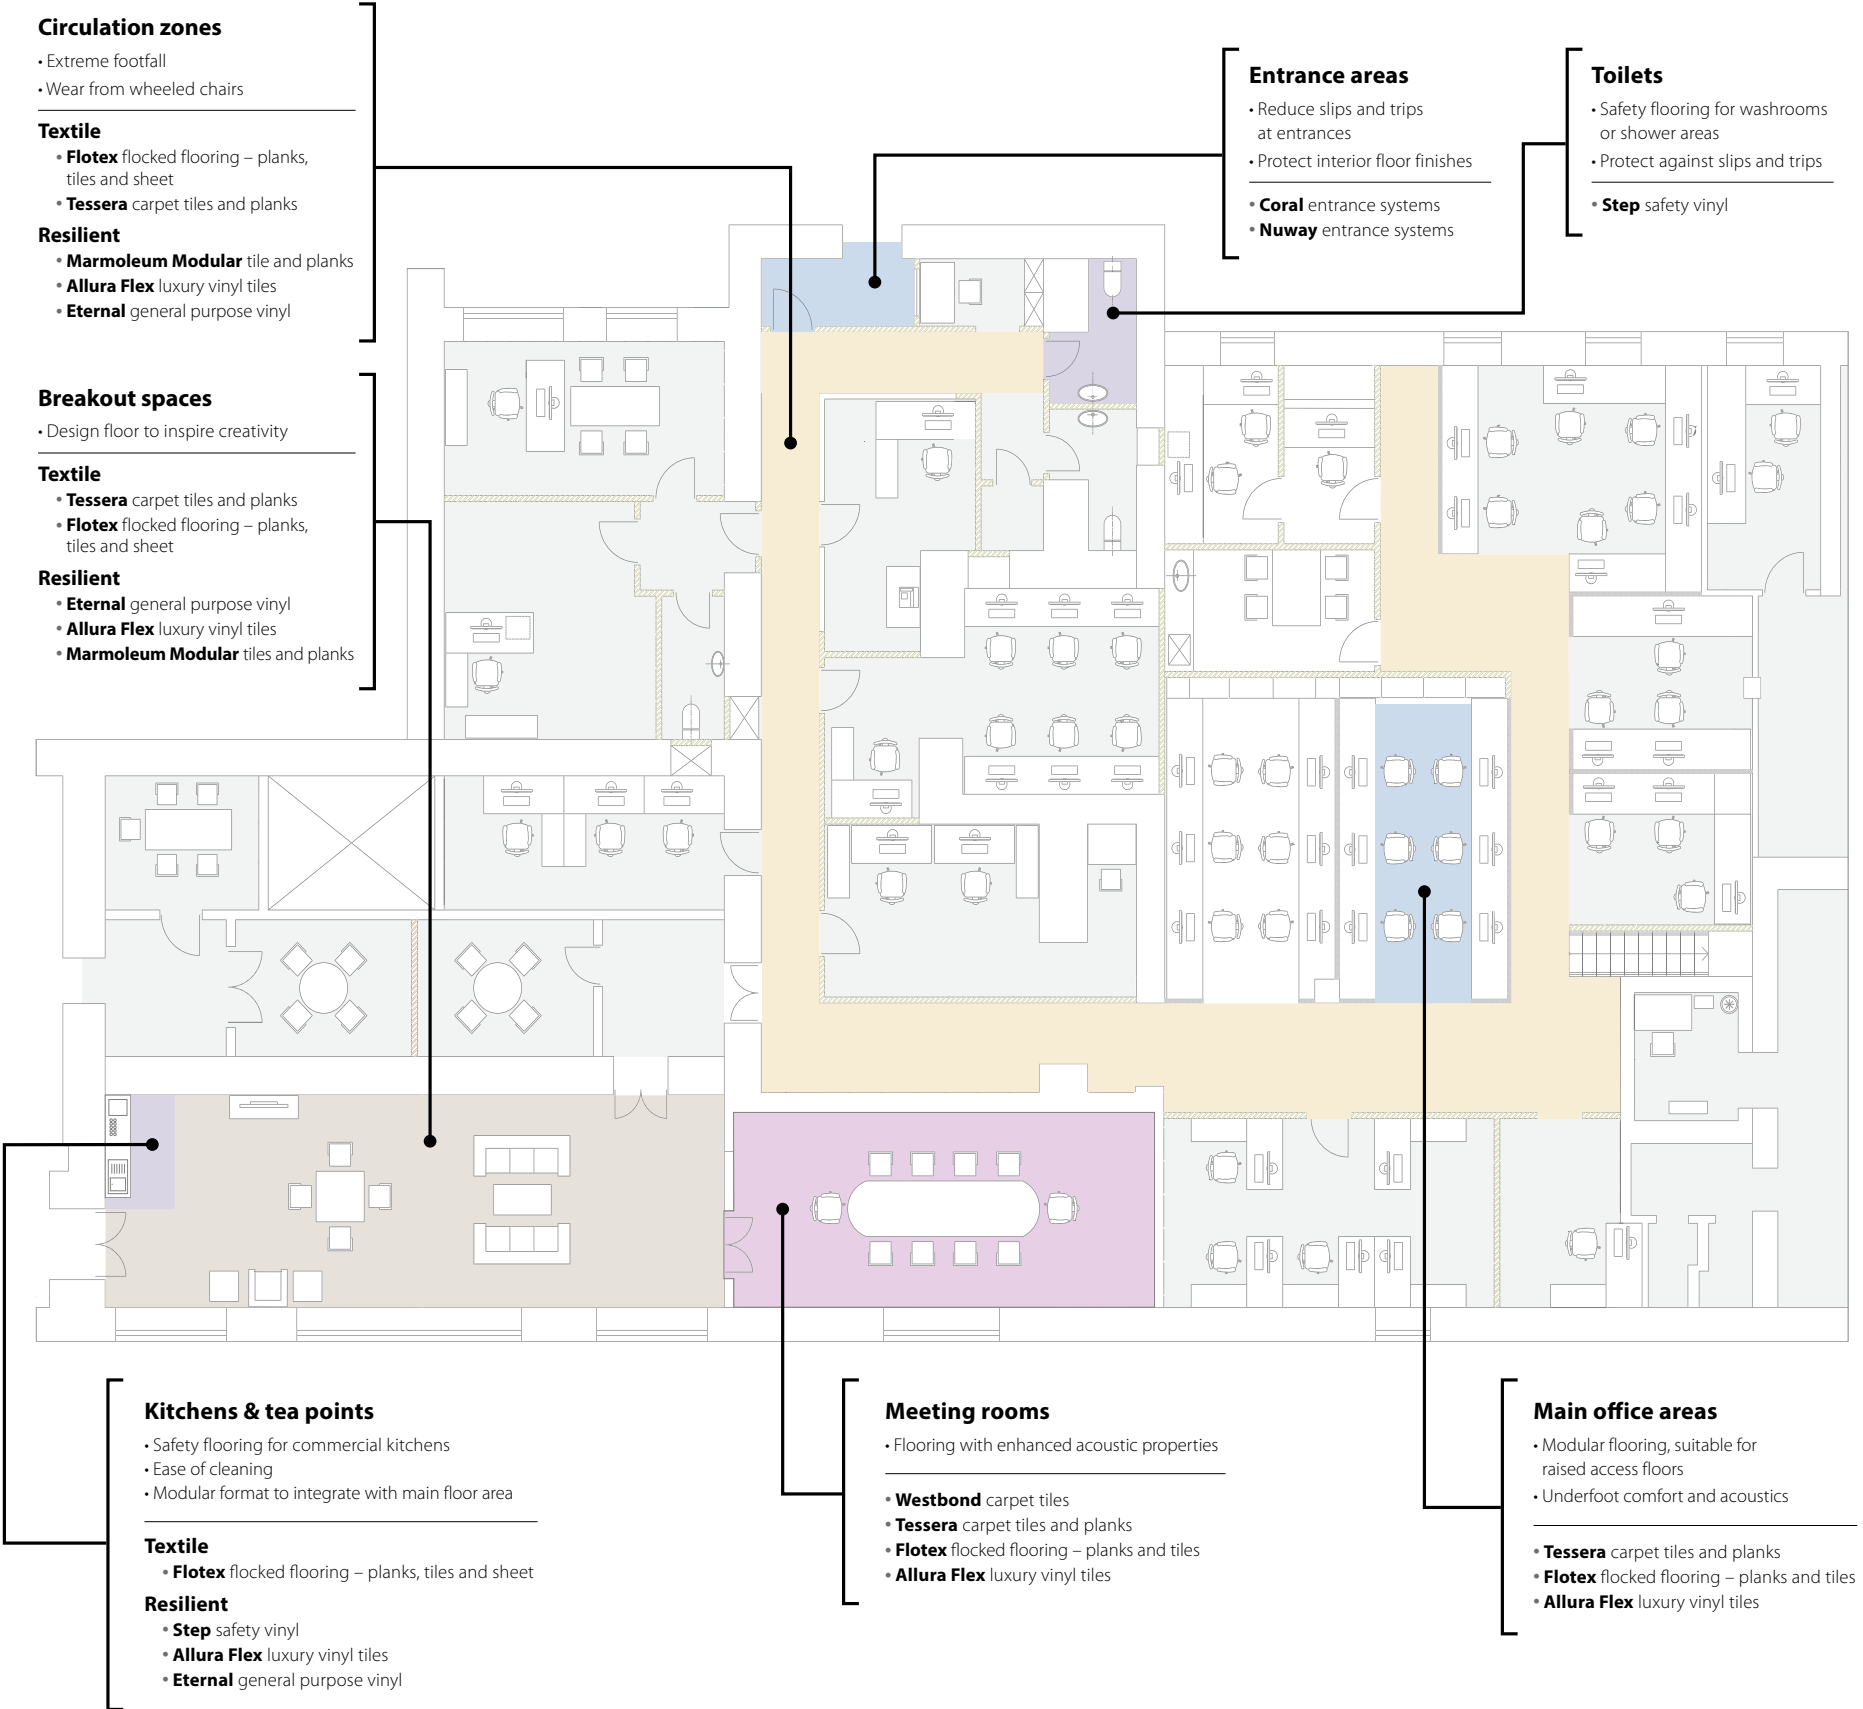 Circulation zones
• Extreme footfall
• Wear from wheeled chairs
Textile
• Flotex flocked flooring – planks,
tiles and sheet
• Tessera carpet tiles and planks
Resilient
• Marmoleum Modular tile and planks
• Allura Flex luxury vinyl tiles
• Eternal general purpose vinyl
Breakout spaces
• Design floor to inspire creativity
Textile
• Tessera carpet tiles and planks
• Flotex flocked flooring – planks,
tiles and sheet
Resilient
• Eternal general purpose vinyl
• Allura Flex luxury vinyl tiles
• Marmoleum Modular tiles and planks
Entrance areas
• Reduce slips and trips
at entrances
• Protect interior floor finishes
• Coral entrance systems
• Nuway entrance systems
Toilets
• Safety flooring for washrooms
or shower areas
• Protect against slips and trips
• Step safety vinyl
Kitchens & tea points
• Safety flooring for commercial kitchens
• Ease of cleaning
• Modular format to integrate with main floor area
Textile
• Flotex flocked flooring – planks, tiles and sheet
Resilient
• Step safety vinyl
• Allura Flex luxury vinyl tiles
• Eternal general purpose vinyl
Meeting rooms
• Flooring with enhanced acoustic properties
• Westbond carpet tiles
• Tessera carpet tiles and planks
• Flotex flocked flooring – planks and tiles
• Allura Flex luxury vinyl tiles
Main office areas
• Modular flooring, suitable for
raised access floors
• Underfoot comfort and acoustics
• Tessera carpet tiles and planks
• Flotex flocked flooring – planks and tiles
• Allura Flex luxury vinyl tiles